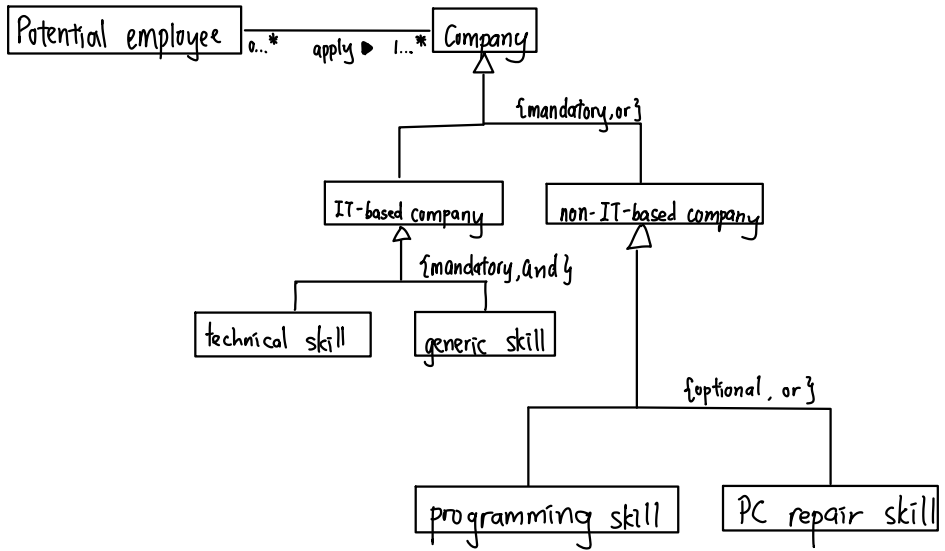 Potential employee
0...*
apply ▶
1...*
Company
{mandatory, or}
IT-based company
non-IT-based company
{mandatory, and}
technical skill
generic skill
{optional, or}
programming skill
PC repair skill